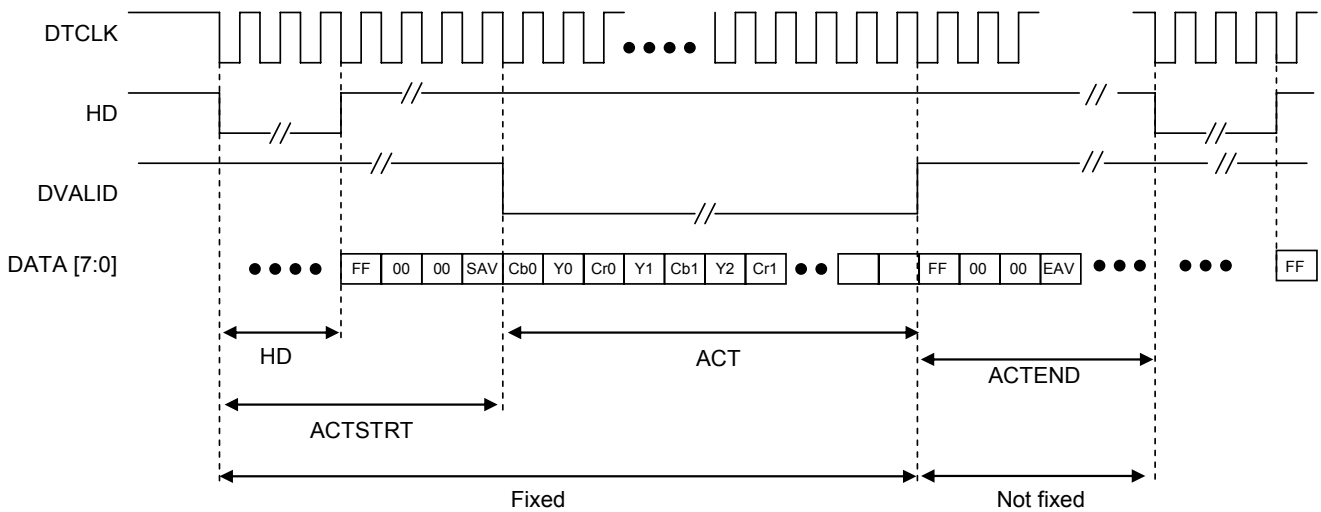 DTCLK
HD
DVALID
DATA [7:0]
FF 00 00 SAV Cb0 Y0 Cr0 Y1 Cb1 Y2 Cr1 FF 00 00 EAV FF
HD
ACT
ACTEND
ACTSTRT
Fixed
Not fixed